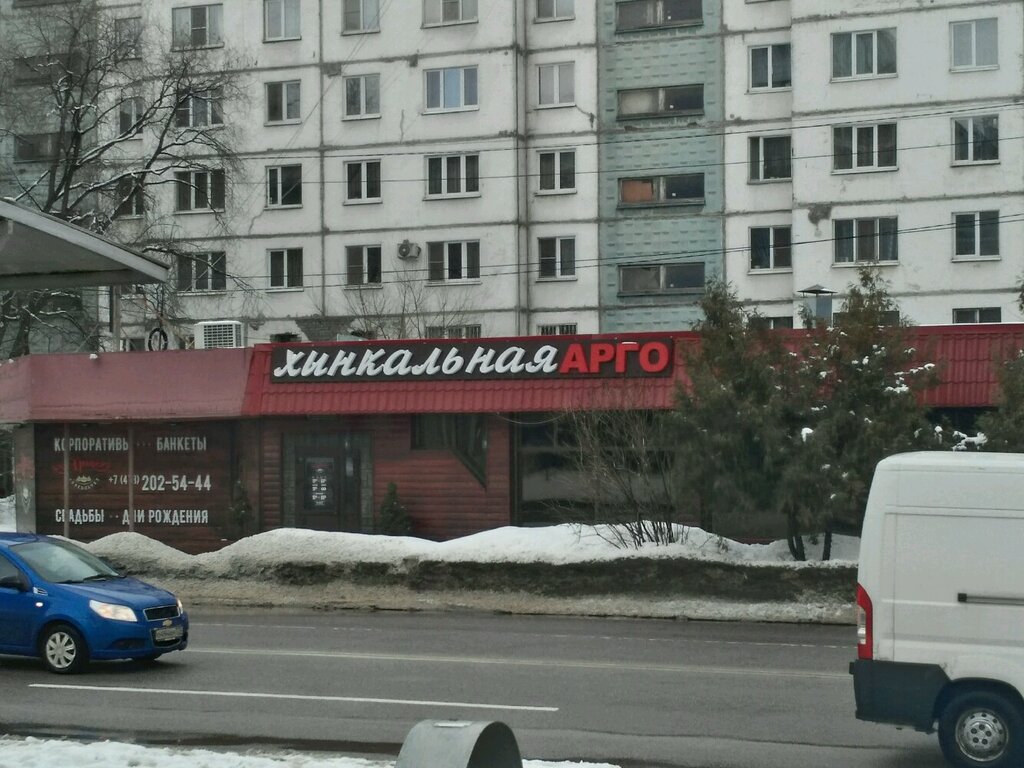 хинкальная АРГО
КОРПОРАТИВЫ БАНКЕТЫ
202-54-44
СВАДЬБЫ ·· ДНИ РОЖДЕНИЯ